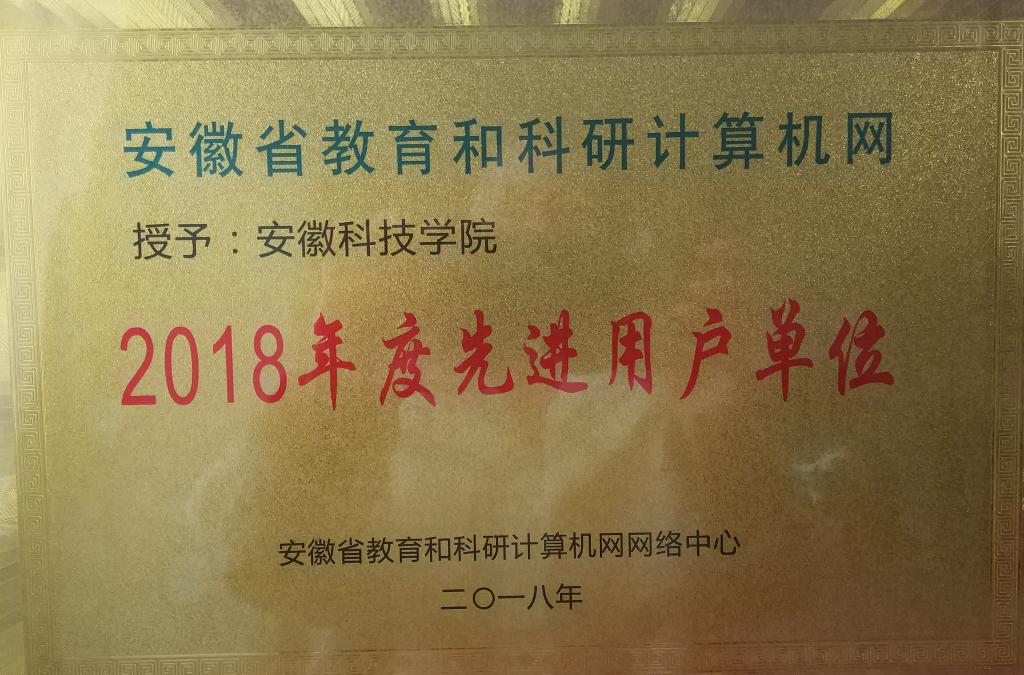 安徽省教育和科研计算机网
授予：安徽科技学院
2018年度先进用户单位
安徽省教育和科研计算机网网络中心
二〇一八年